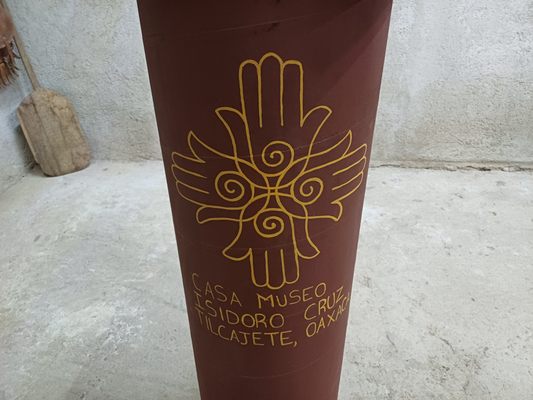 CASA MUSEO
ISIDORO CRUZ
TILCAJETE, OAXACA